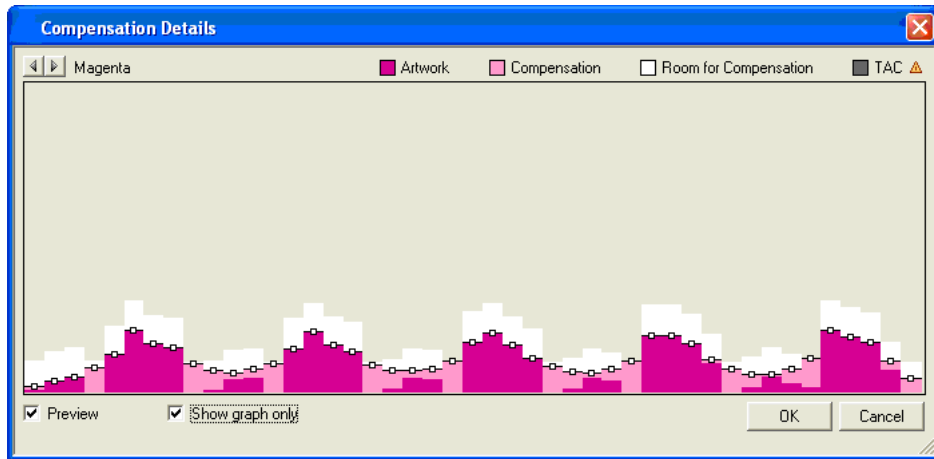 Compensation Details
Magenta Artwork Compensation Room for Compensation TAC
Preview Show graph only OK Cancel